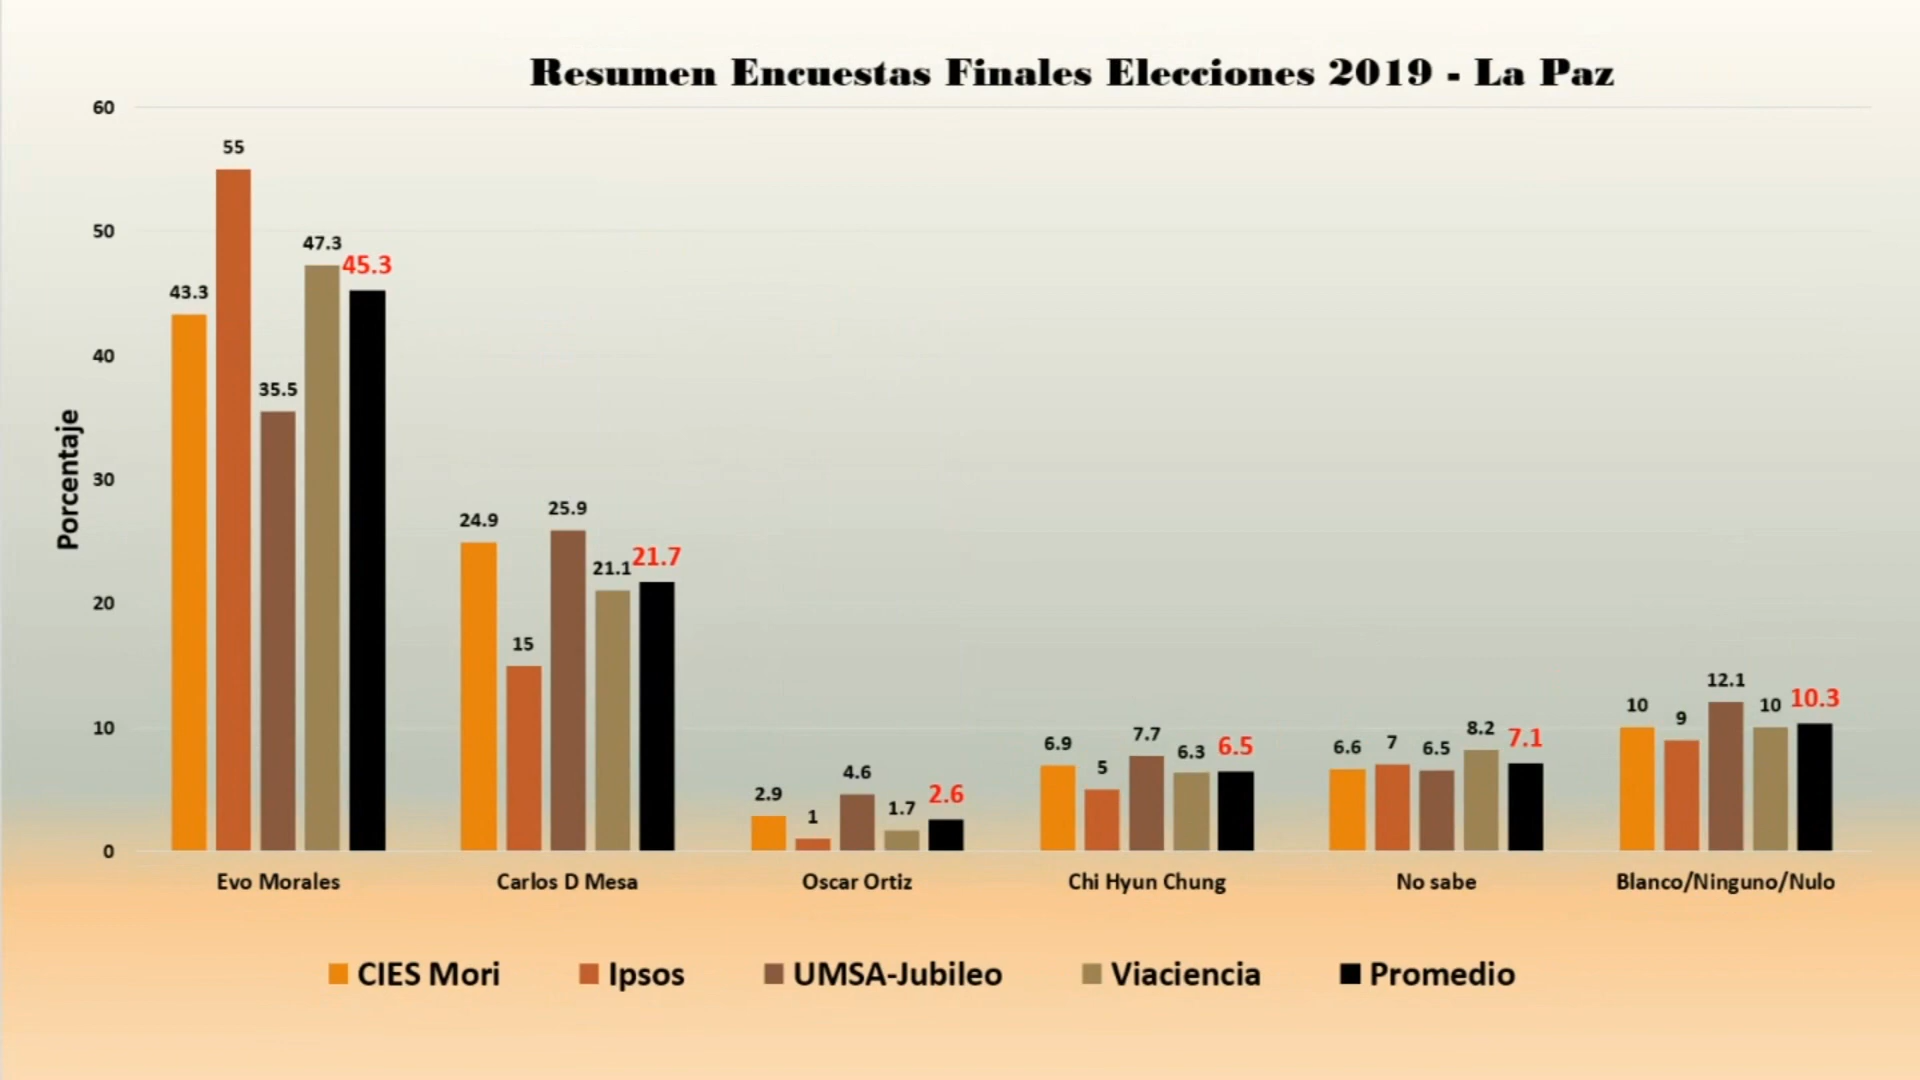 Resumen Encuestas Finales Elecciones 2019 - La Paz
Porcentaje
60
50
40
30
20
10
0
43.3
55
35.5
47.3
45.3
24.9
15
25.9
21.1
21.7
2.9
1
4.6
1.7
2.6
6.9
5
7.7
6.3
6.5
6.6
7
6.5
8.2
7.1
10
9
12.1
10
10.3
Evo Morales
Carlos D Mesa
Oscar Ortiz
Chi Hyun Chung
No sabe
Blanco/Ninguno/Nulo
CIES Mori
Ipsos
UMSA-Jubileo
Viaciencia
Promedio